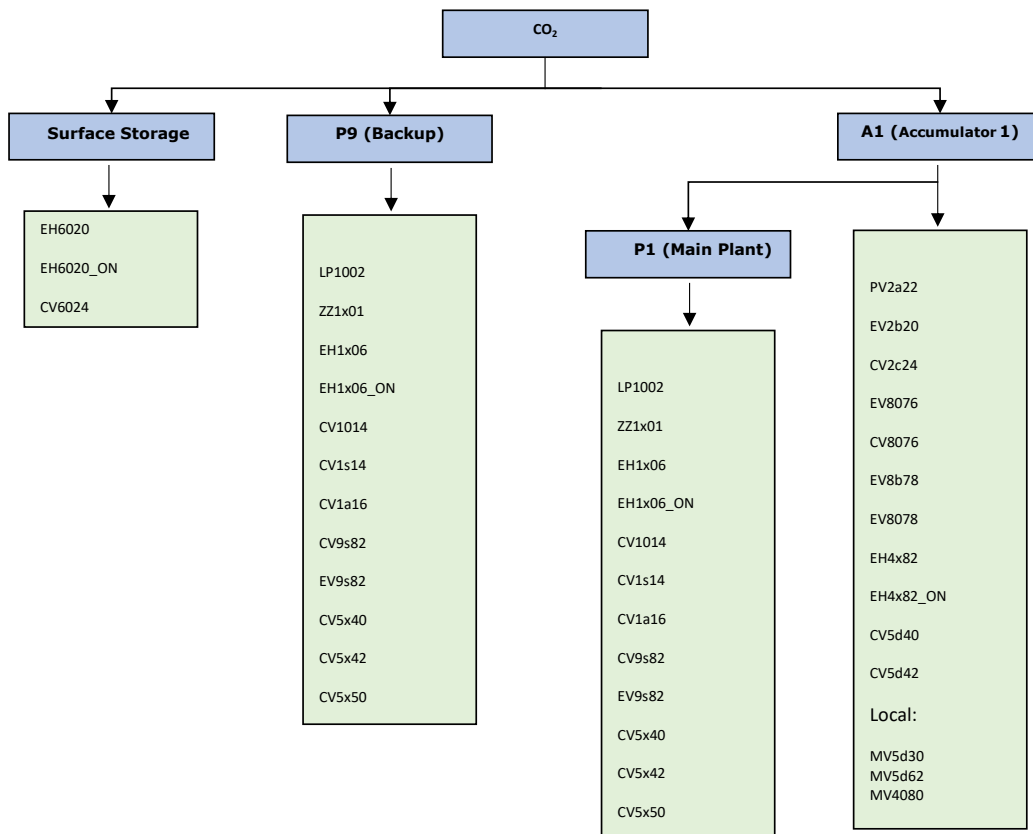 CO₂
Surface Storage
P9 (Backup)
A1 (Accumulator 1)
P1 (Main Plant)
EH6020
EH6020_ON
CV6024
LP1002
ZZ1x01
EH1x06
EH1x06_ON
CV1014
CV1s14
CV1a16
CV9s82
EV9s82
CV5x40
CV5x42
CV5x50
LP1002
ZZ1x01
EH1x06
EH1x06_ON
CV1014
CV1s14
CV1a16
CV9s82
EV9s82
CV5x40
CV5x42
CV5x50
PV2a22
EV2b20
CV2c24
EV8076
CV8076
EV8b78
EV8078
EH4x82
EH4x82_ON
CV5d40
CV5d42
Local:
MV5d30
MV5d62
MV4080